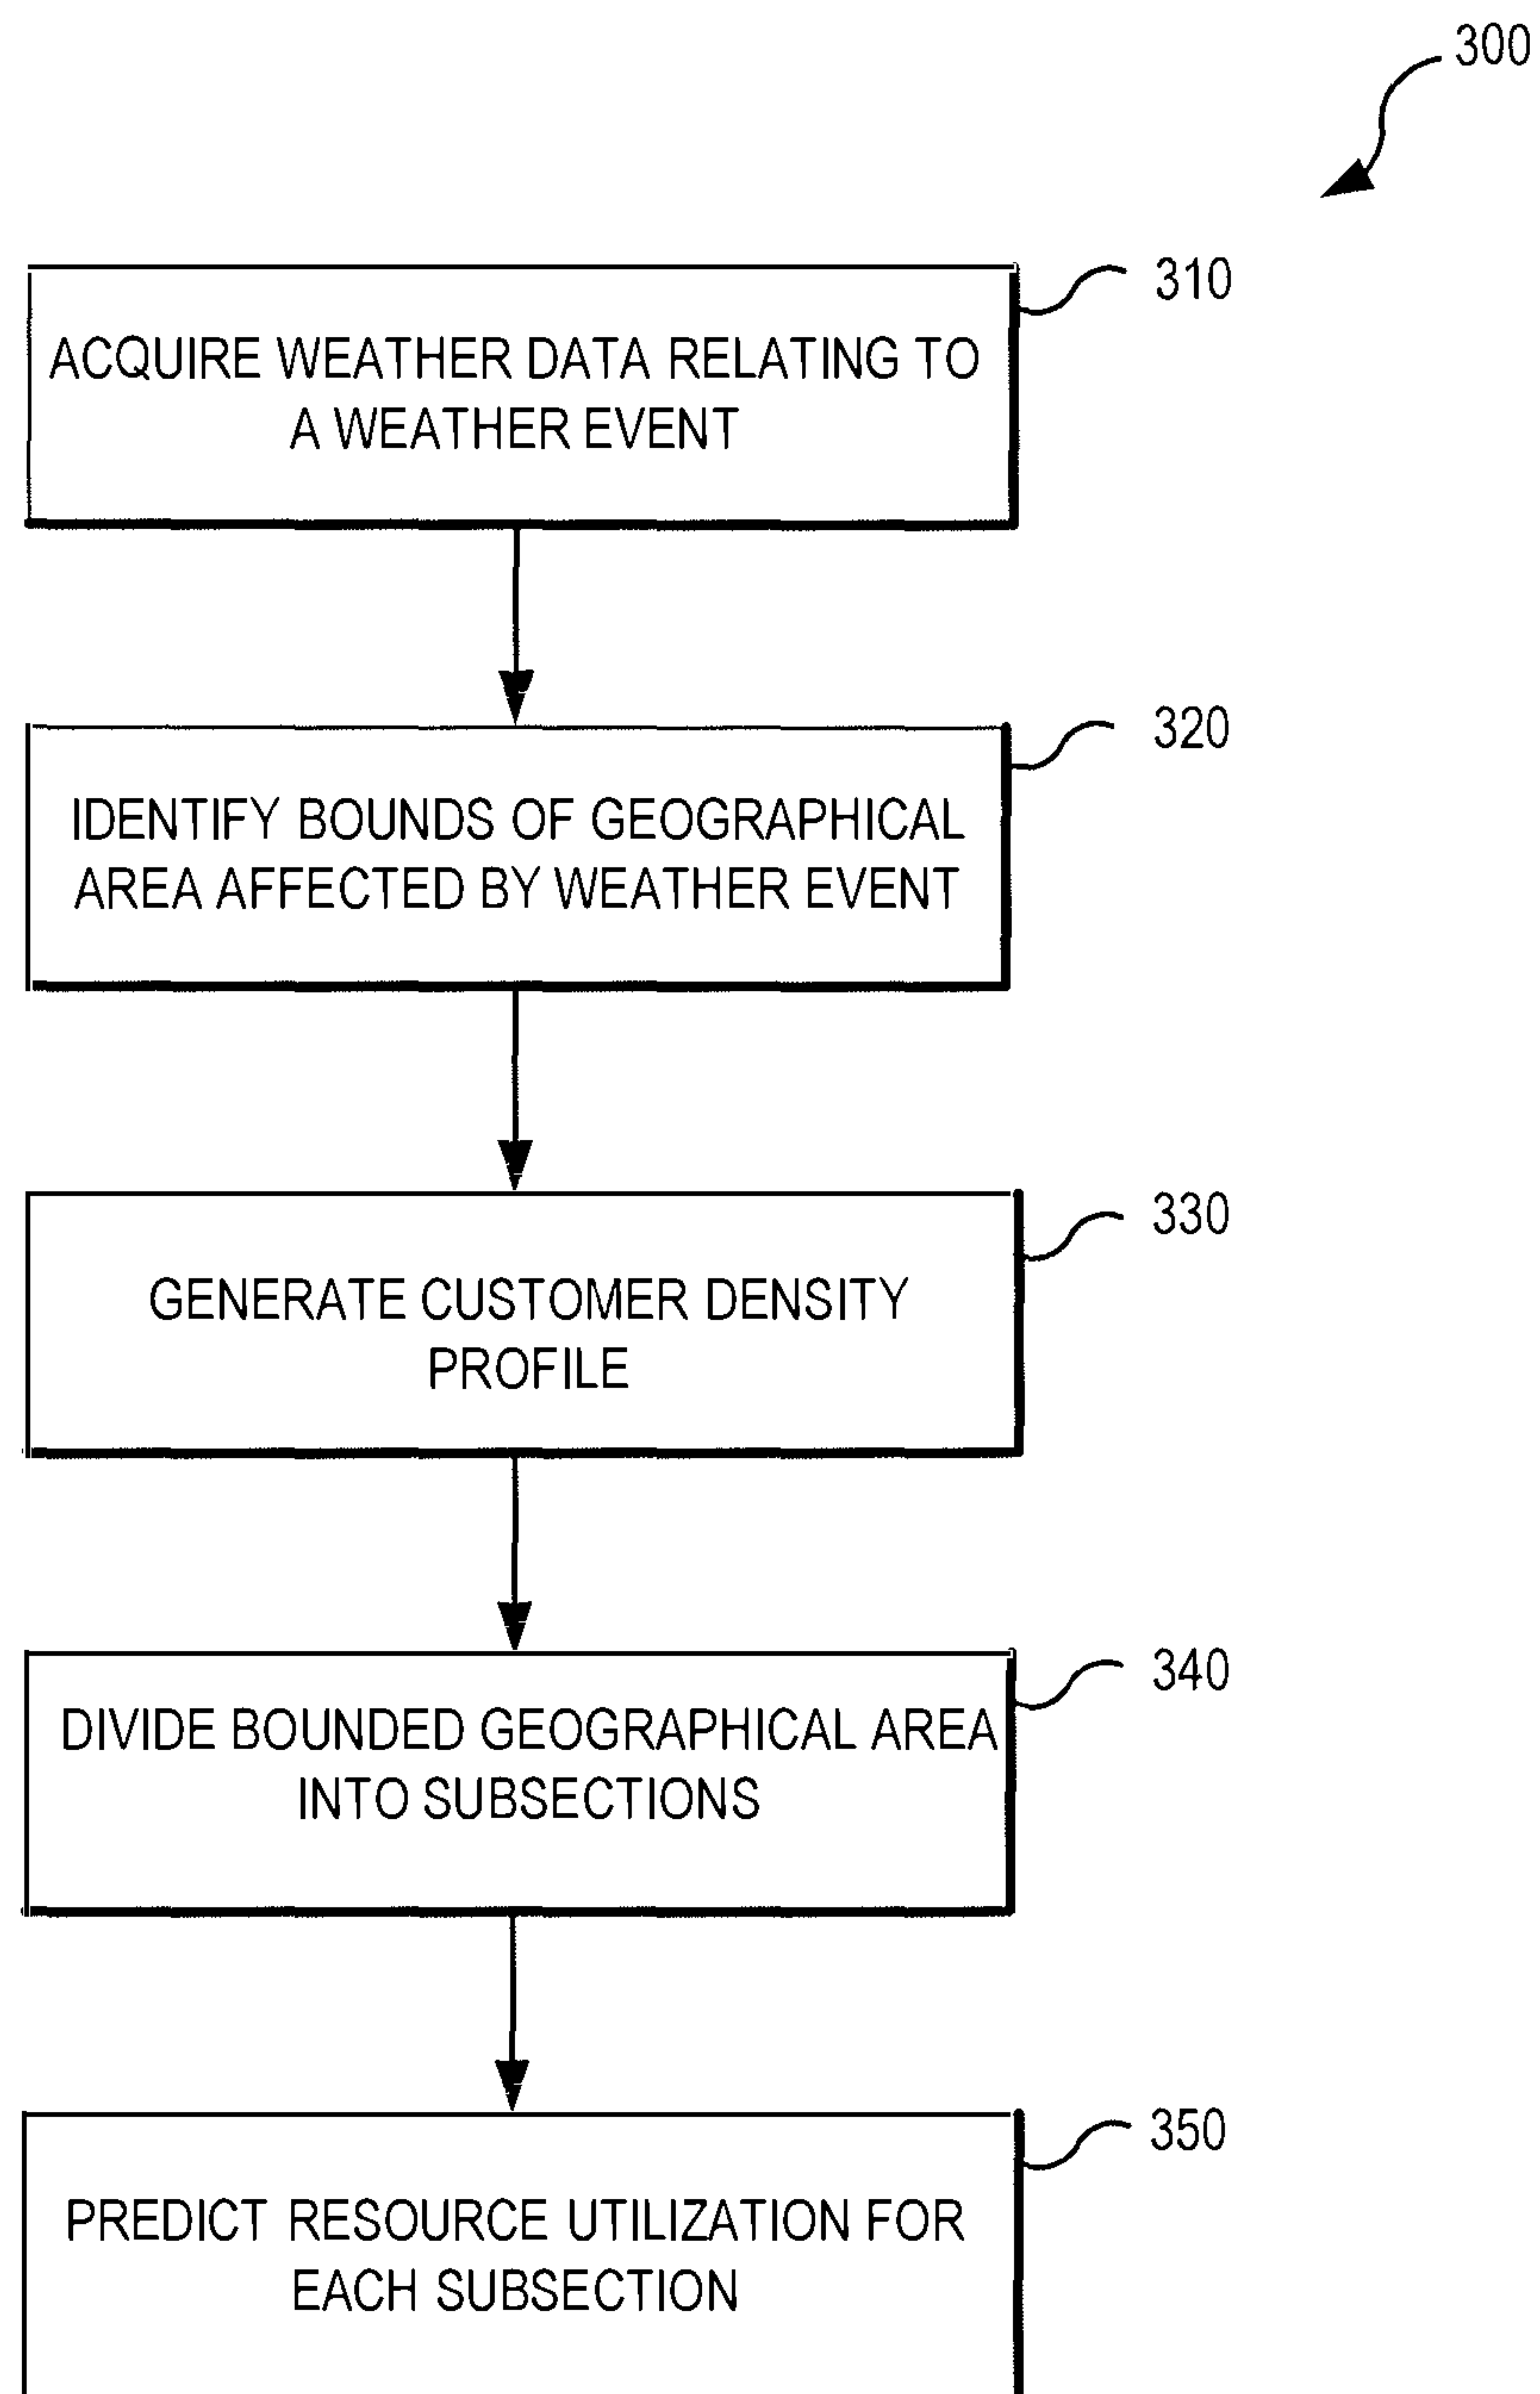 300
310
ACQUIRE WEATHER DATA RELATING TO
A WEATHER EVENT
320
IDENTIFY BOUNDS OF GEOGRAPHICAL
AREA AFFECTED BY WEATHER EVENT
330
GENERATE CUSTOMER DENSITY
PROFILE
340
DIVIDE BOUNDED GEOGRAPHICAL AREA
INTO SUBSECTIONS
350
PREDICT RESOURCE UTILIZATION FOR
EACH SUBSECTION